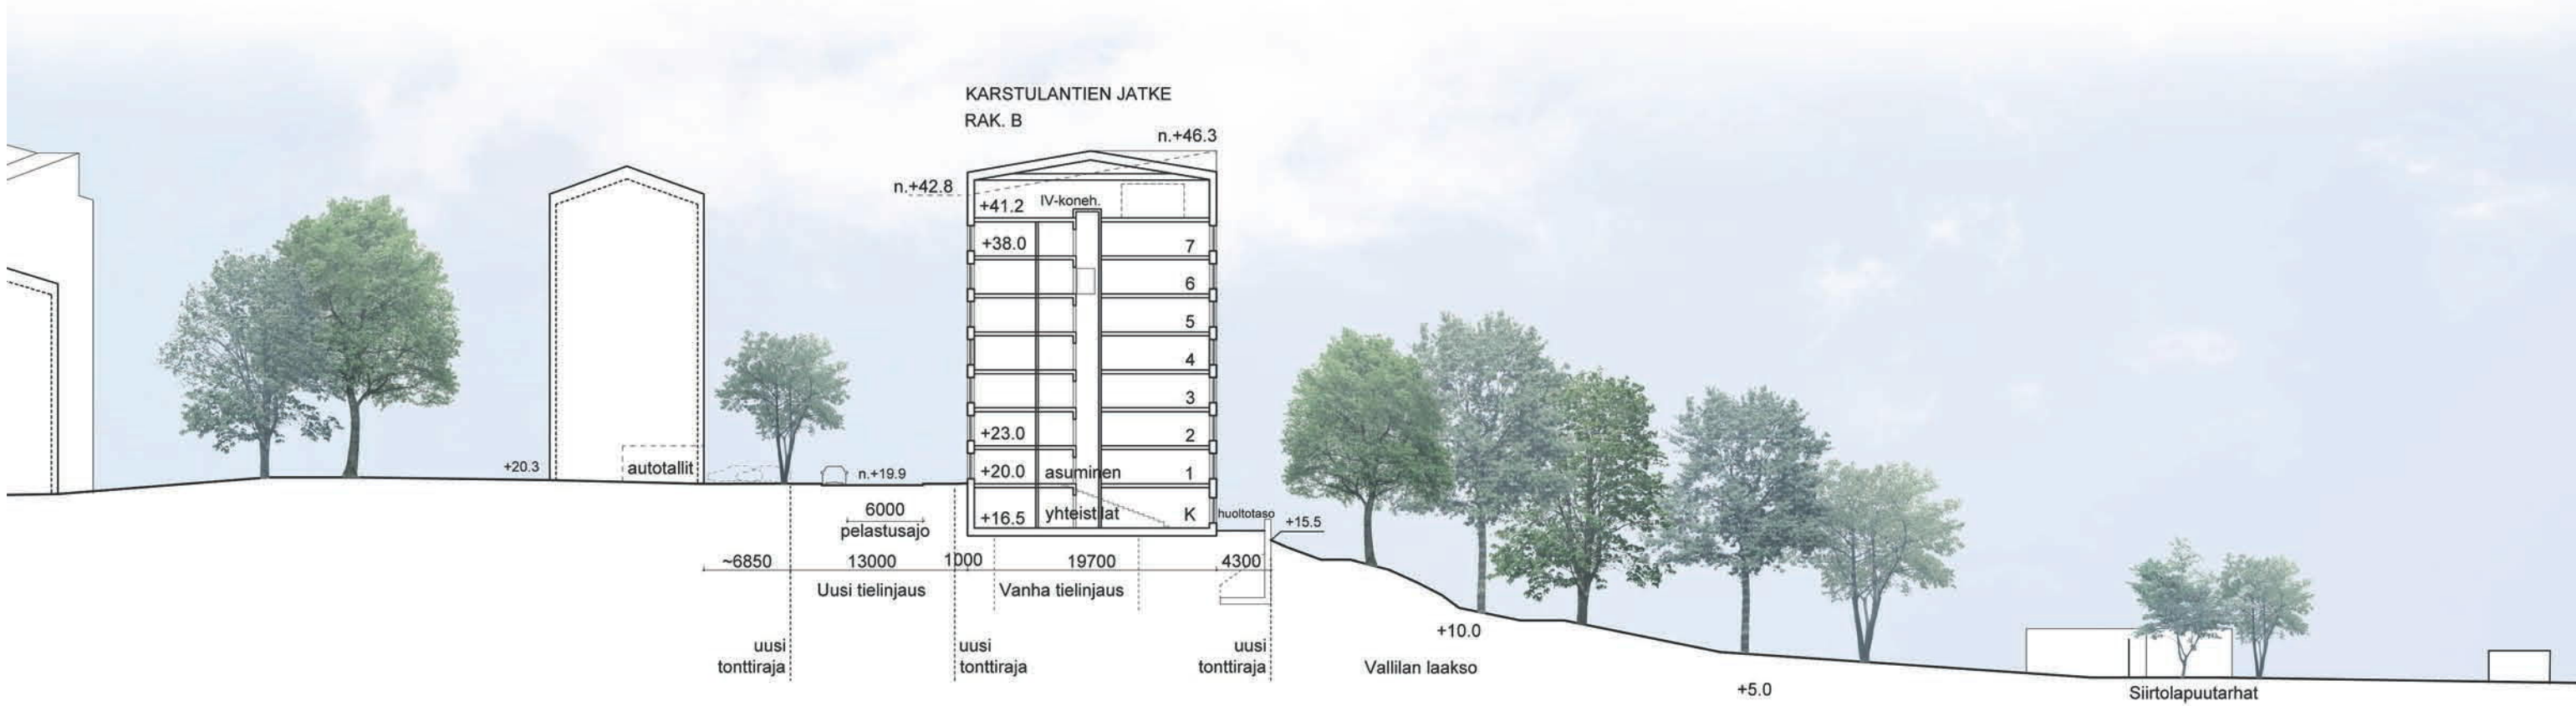 KARSTULANTIEN JATKE
RAK. B
n.+46.3
n.+42.8
+41.2 IV-koneh.
+38.0 7
6
5
4
3
+23.0 2
+20.3 autotallit n.+19.9 +20.0 asuminen 1
6000 +16.5 yhteistilat K huoltotaso +15.5
pelastusajo
~6850 13000 1000 19700 4300
Uusi tielinjaus Vanha tielinjaus
+10.0
uusi uusi uusi
tonttiraja tonttiraja tonttiraja Vallilan laakso
+5.0 Siirtolapuutarhat